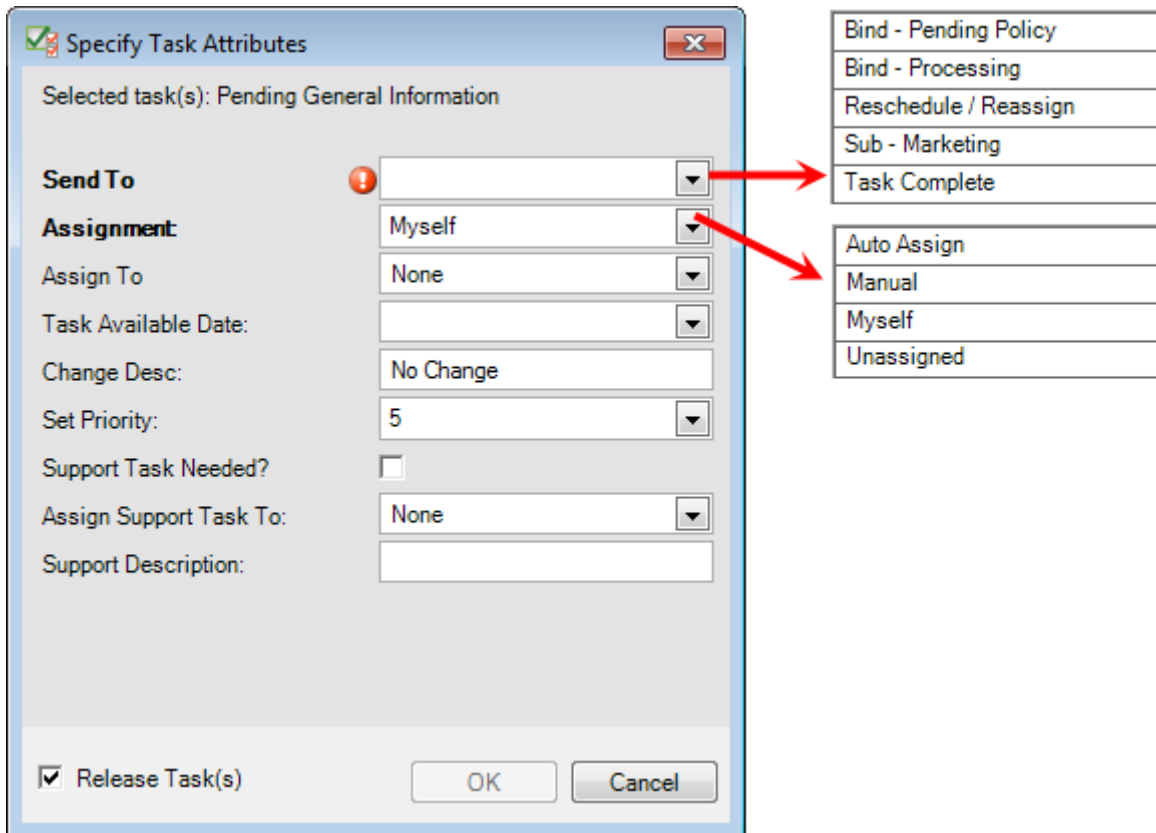 Specify Task Attributes
Selected task(s): Pending General Information
Send To
Assignment: Myself
Assign To None
Task Available Date:
Change Desc: No Change
Set Priority: 5
Support Task Needed?
Assign Support Task To: None
Support Description:
Release Task(s) OK Cancel
Bind - Pending Policy
Bind - Processing
Reschedule / Reassign
Sub - Marketing
Task Complete
Auto Assign
Manual
Myself
Unassigned